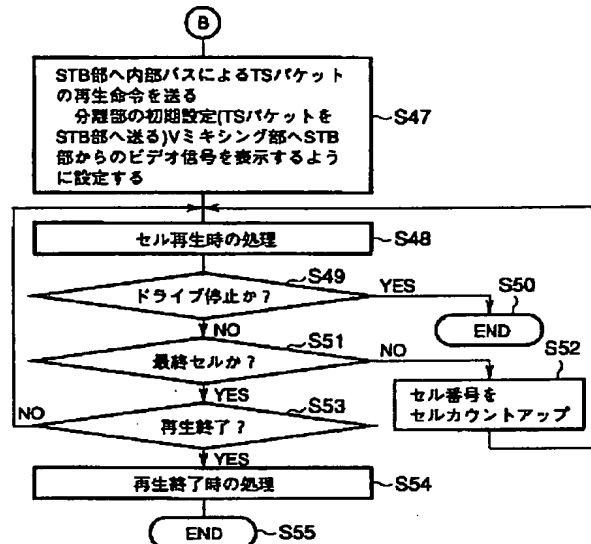 B
STB部へ内部バスによるTSパケット
の再生命令を送る
分離部の初期設定(TSパケットを
STB部へ送る)Vミキシング部へSTB
部からのビデオ信号を表示するよう
に設定する
S47
セル再生時の処理
S48
ドライブ停止か?
S49
YES
S50
END
NO
最終セルか?
S51
NO
S52
セル番号を
セルカウントアップ
YES
再生終了?
S53
NO
YES
再生終了時の処理
S54
END
S55